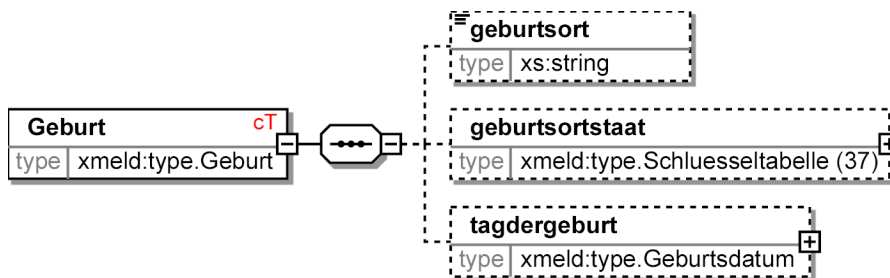 geburtsort
type xs:string
Geburt cT
type xmeld:type.Geburt
geburtsortstaat
type xmeld:type.Schluesseltabelle (37)
tagdergeburt
type xmeld:type.Geburtsdatum